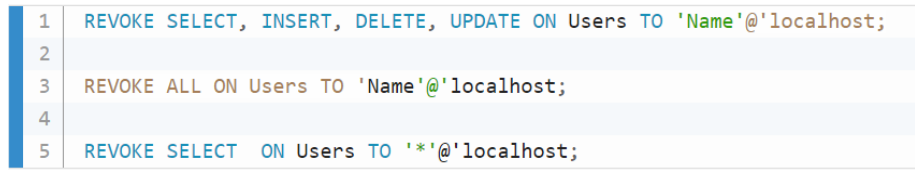 1 REVOKE SELECT, INSERT, DELETE, UPDATE ON Users TO 'Name'@'localhost;
2
3 REVOKE ALL ON Users TO 'Name'@'localhost;
4
5 REVOKE SELECT  ON Users TO '*'@'localhost;